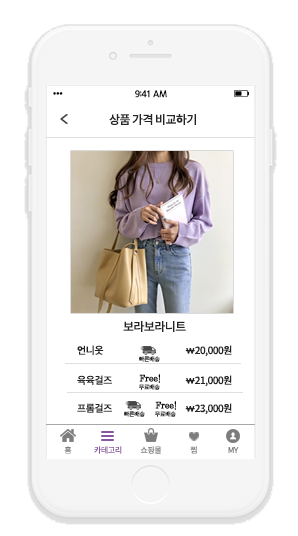 9:41 AM
상품 가격 비교하기
보라보라니트
언니옷 빠른배송 ₩20,000원
육육걸즈 Free! 무료배송 ₩21,000원
프롬걸즈 빠른배송 Free! 무료배송 ₩23,000원
홈 카테고리 쇼핑몰 찜 MY